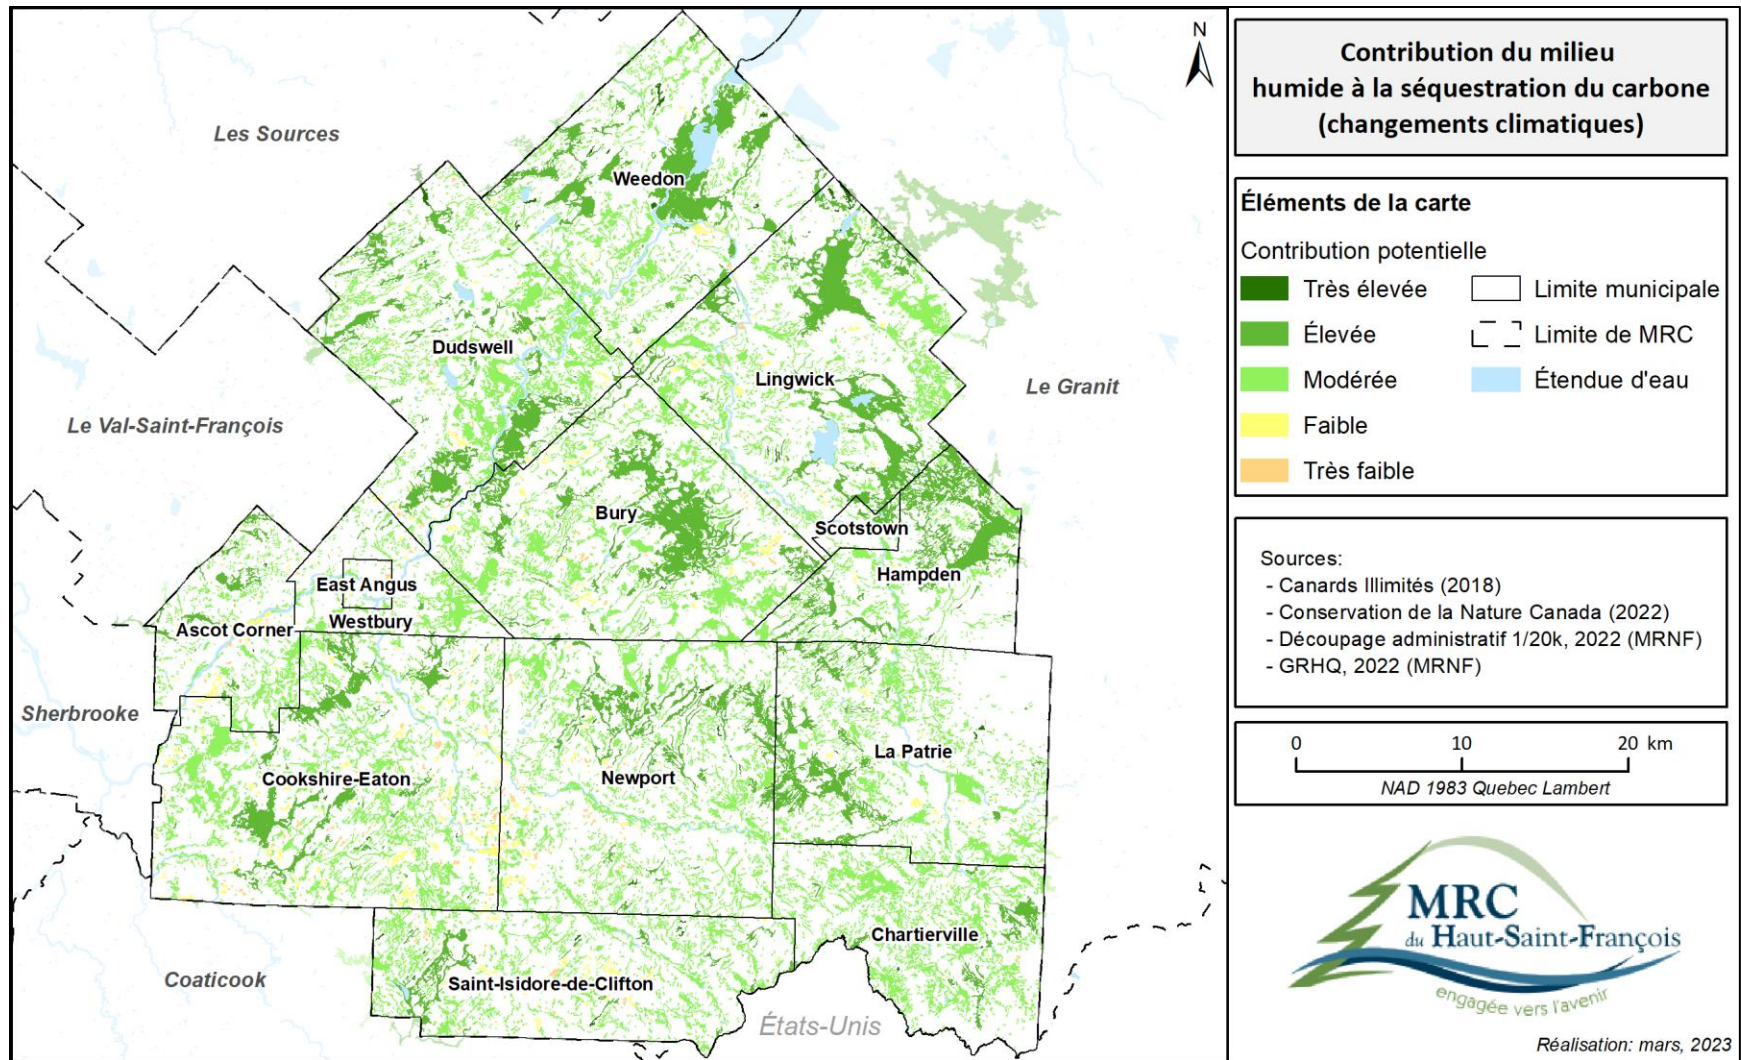 Contribution du milieu
humide à la séquestration du carbone
(changements climatiques)
Éléments de la carte
Contribution potentielle
Très élevée
Élevée
Modérée
Faible
Très faible
Limite municipale
Limite de MRC
Étendue d'eau
Sources:
- Canards Illimités (2018)
- Conservation de la Nature Canada (2022)
- Découpage administratif 1/20k, 2022 (MRNF)
- GRHQ, 2022 (MRNF)
0 10 20 km
NAD 1983 Quebec Lambert
MRC
du Haut-Saint-François
engagée vers l'avenir
Réalisation: mars, 2023
N
Les Sources
Weedon
Dudswell
Lingwick
Le Granit
Le Val-Saint-François
Bury
Scotstown
Hampden
East Angus
Westbury
Ascot Corner
Sherbrooke
Cookshire-Eaton
Newport
La Patrie
Chartierville
Coaticook
Saint-Isidore-de-Clifton
États-Unis